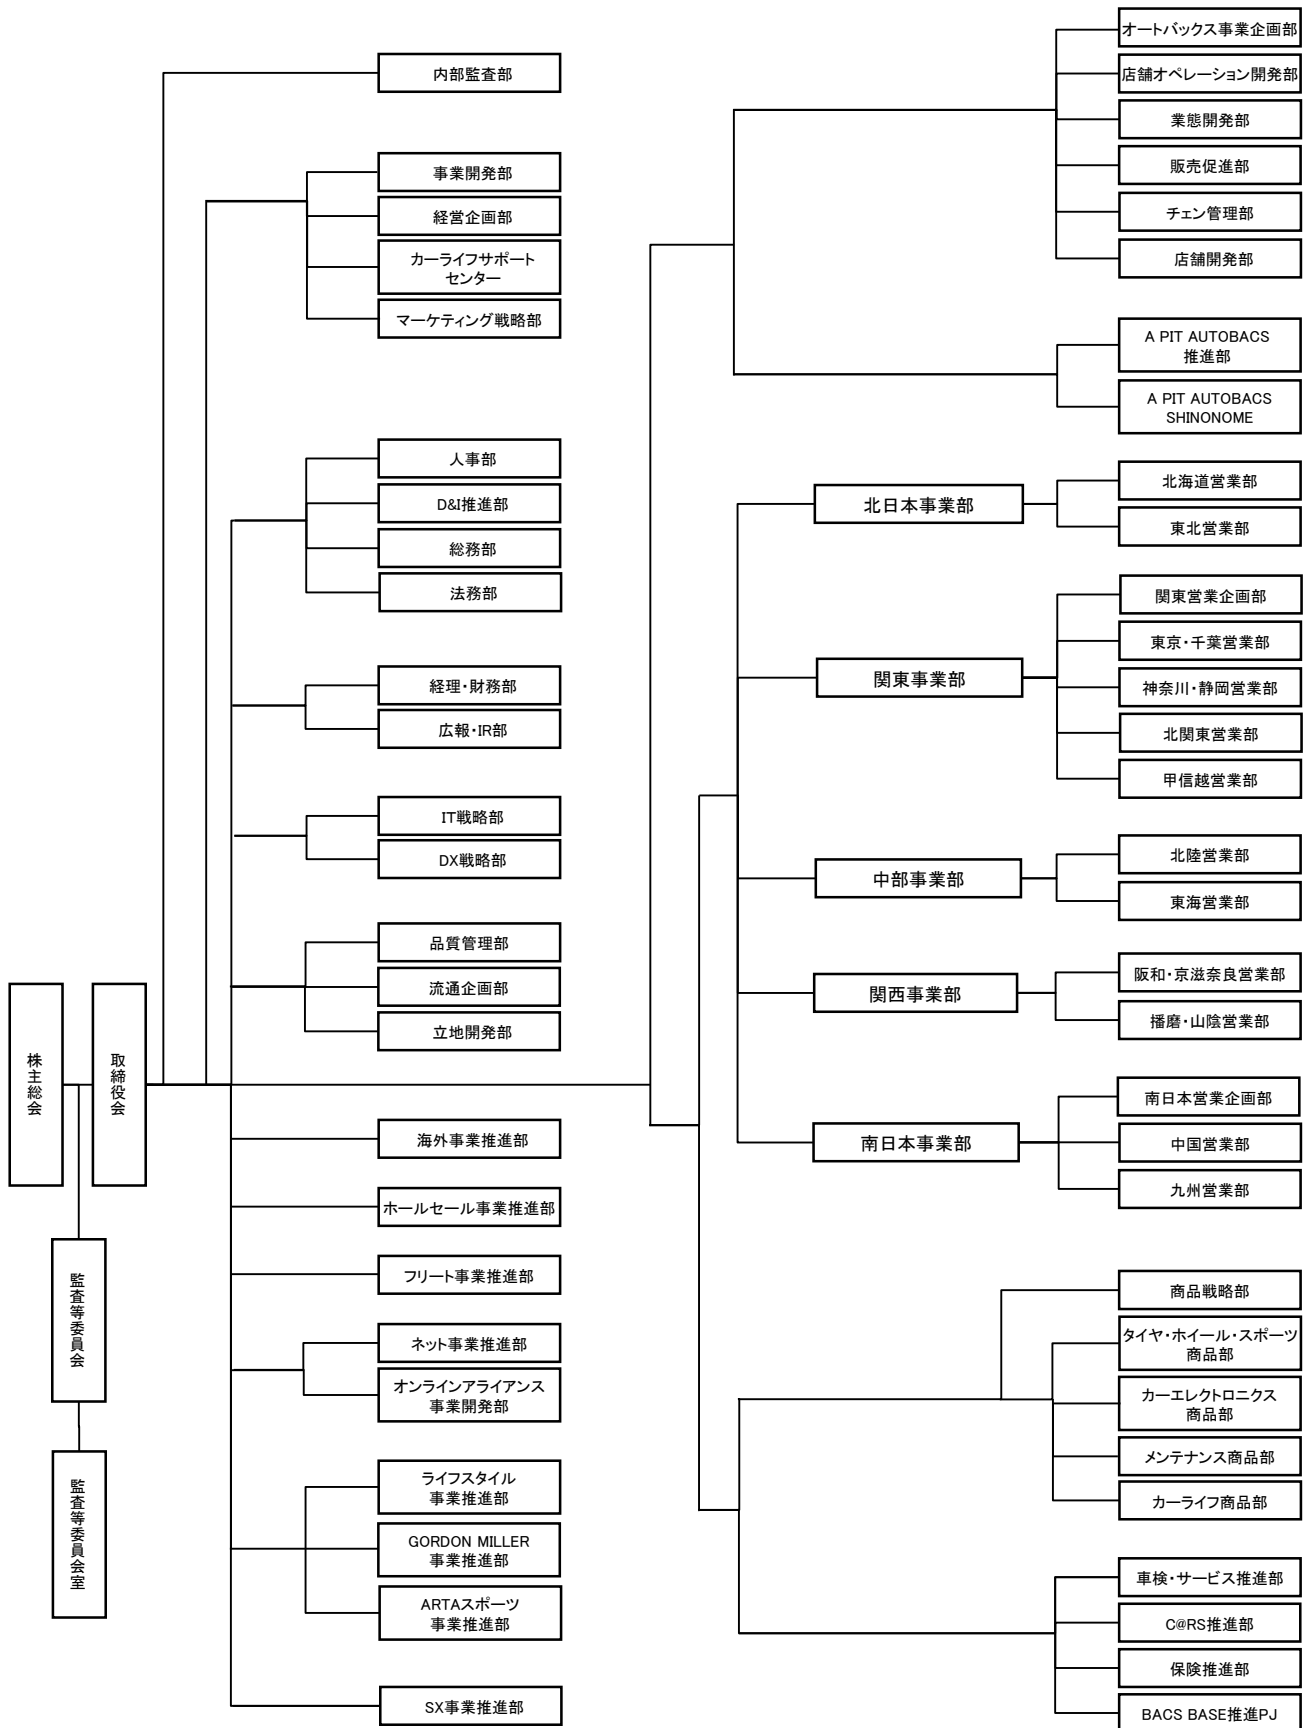 株主総会
取締役会
監査等委員会
監査等委員会室
内部監査部
事業開発部
経営企画部
カーライフサポート
センター
マーケティング戦略部
人事部
D&I推進部
総務部
法務部
経理・財務部
広報・IR部
IT戦略部
DX戦略部
品質管理部
流通企画部
立地開発部
海外事業推進部
ホールセール事業推進部
フリート事業推進部
ネット事業推進部
オンラインアライアンス
事業開発部
ライフスタイル
事業推進部
GORDON MILLER
事業推進部
ARTAスポーツ
事業推進部
SX事業推進部
オートバックス事業企画部
店舗オペレーション開発部
業態開発部
販売促進部
チェン管理部
店舗開発部
A PIT AUTOBACS
推進部
A PIT AUTOBACS
SHINONOME
北日本事業部
北海道営業部
東北営業部
関東事業部
関東営業企画部
東京・千葉営業部
神奈川・静岡営業部
北関東営業部
甲信越営業部
中部事業部
北陸営業部
東海営業部
関西事業部
阪和・京滋奈良営業部
播磨・山陰営業部
南日本事業部
南日本営業企画部
中国営業部
九州営業部
商品戦略部
タイヤ・ホイール・スポーツ
商品部
カーエレクトロニクス
商品部
メンテナンス商品部
カーライフ商品部
車検・サービス推進部
C@RS推進部
保険推進部
BACS BASE推進PJ